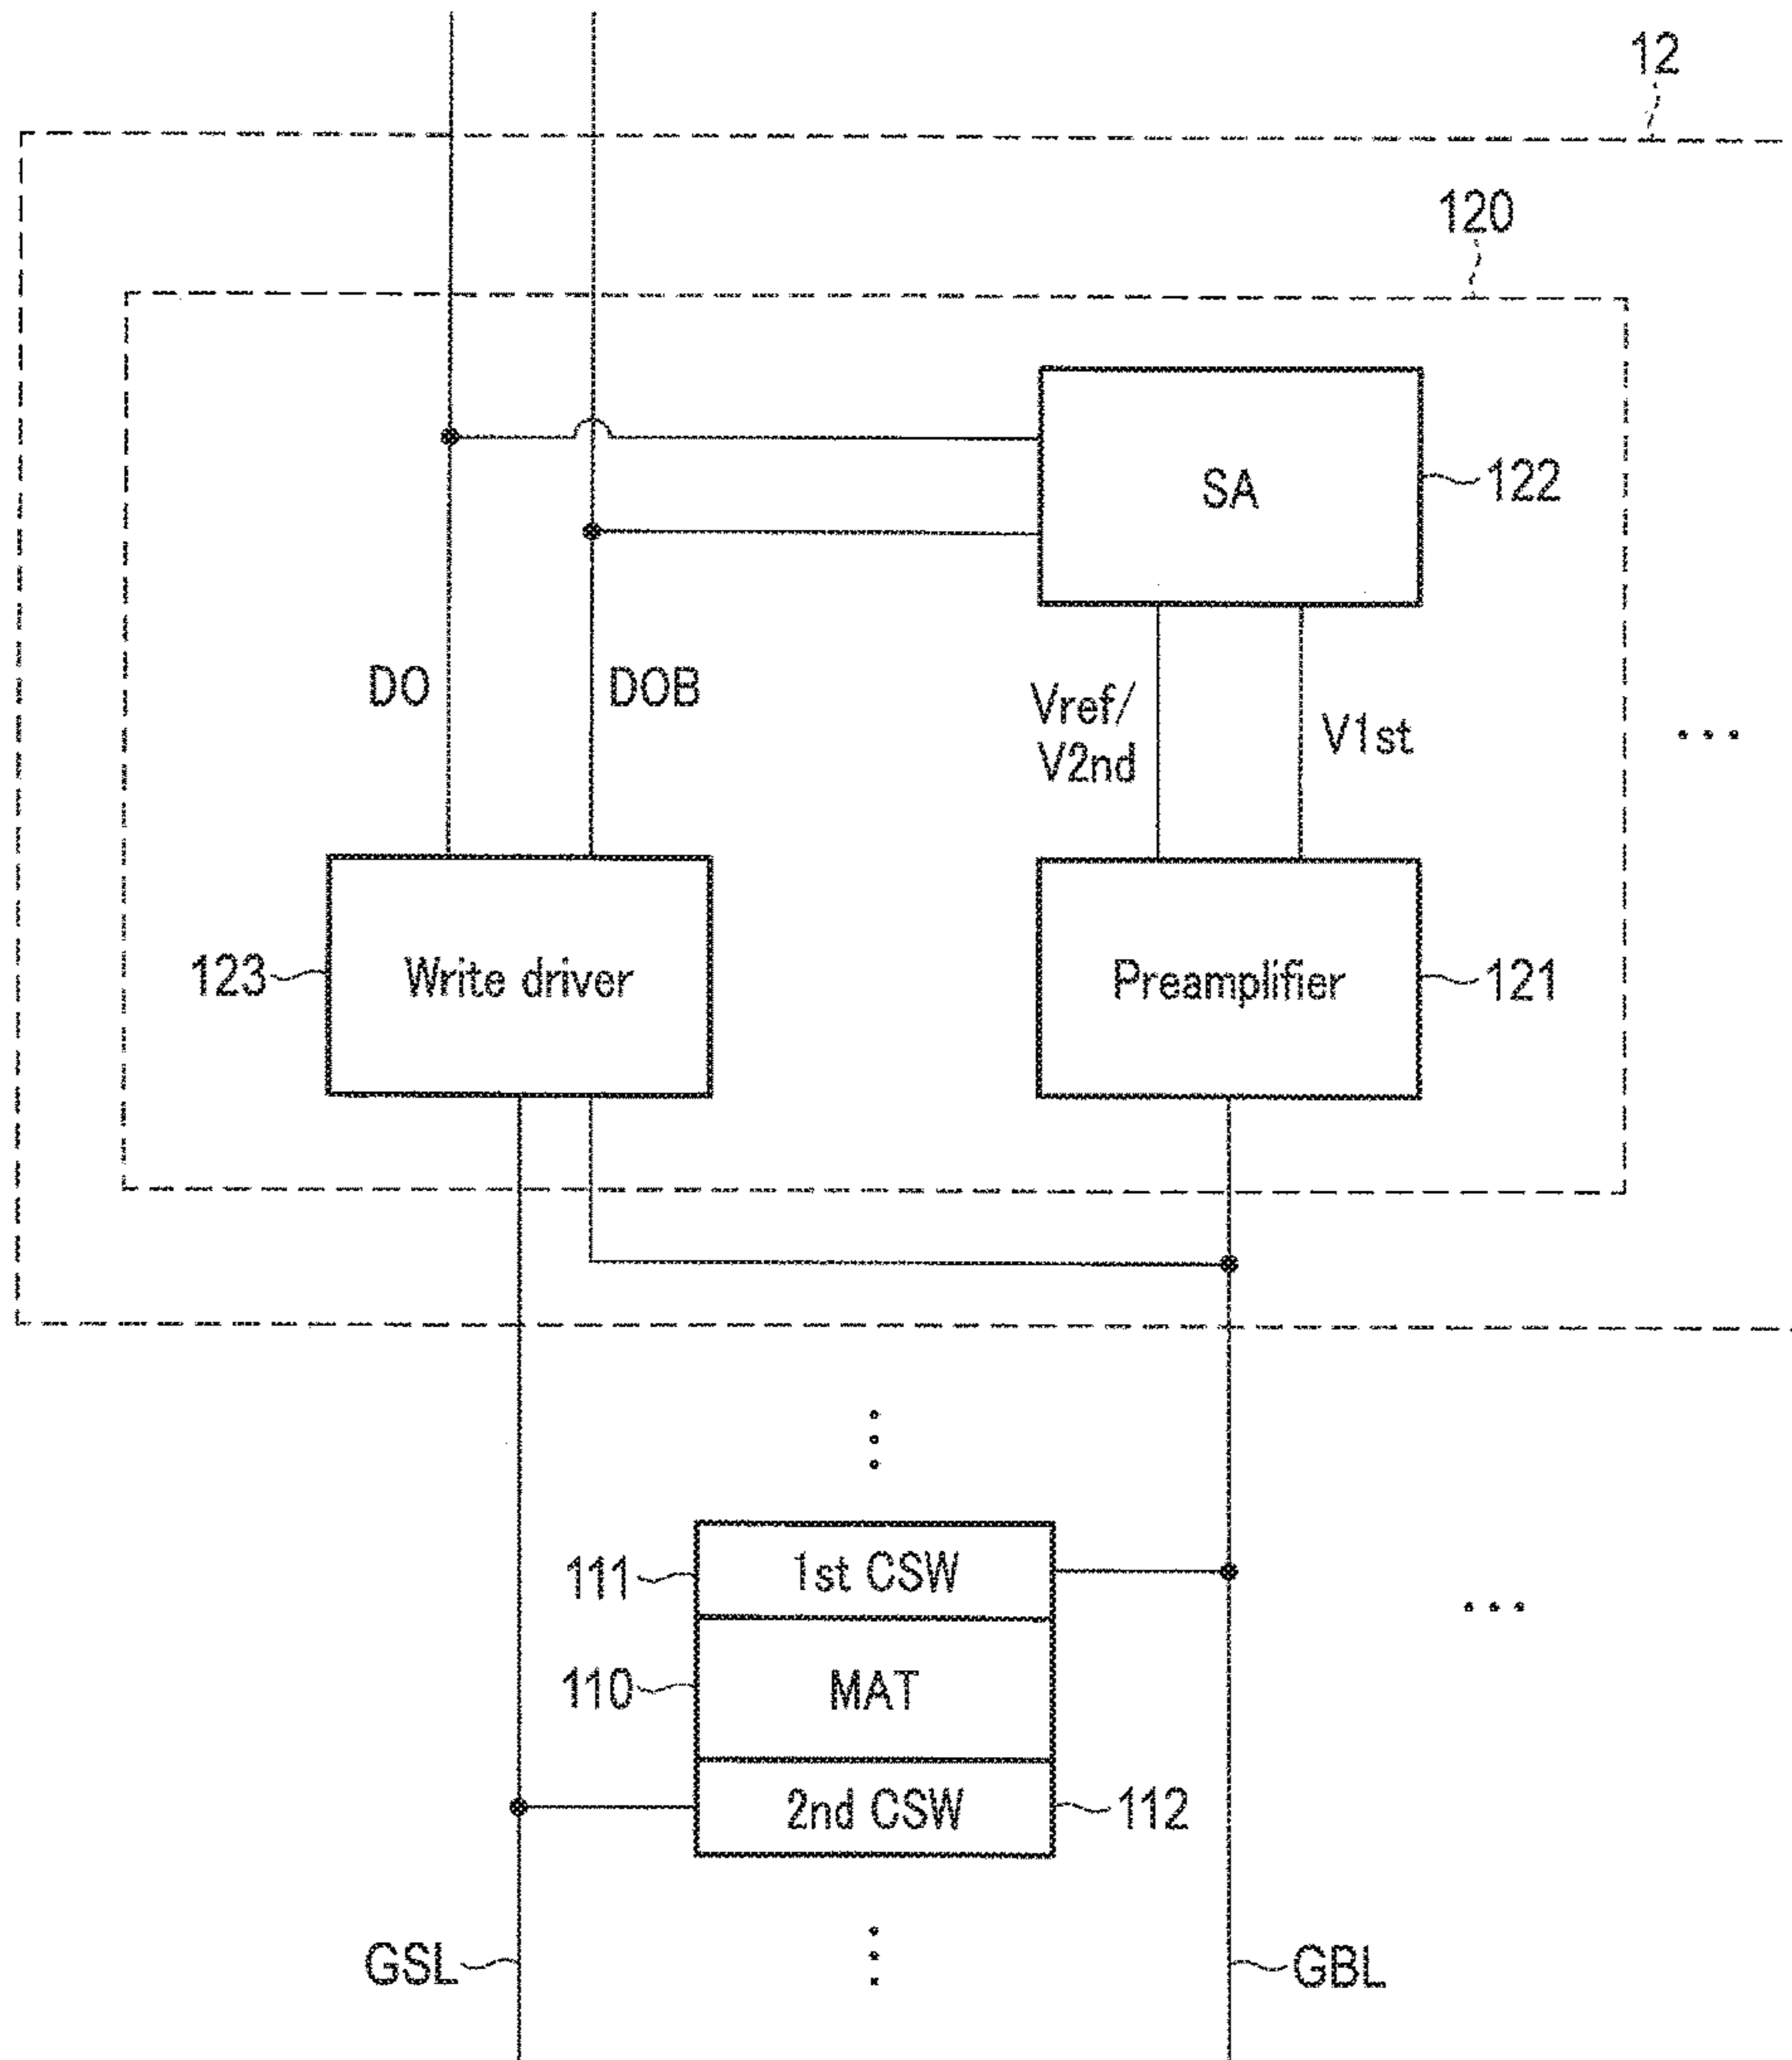 12
120
SA
122
DO
DOB
Vref/
V2nd
V1st
...
123
Write driver
Preamplifier
121
111
1st CSW
...
110
MAT
2nd CSW
112
GSL
GBL